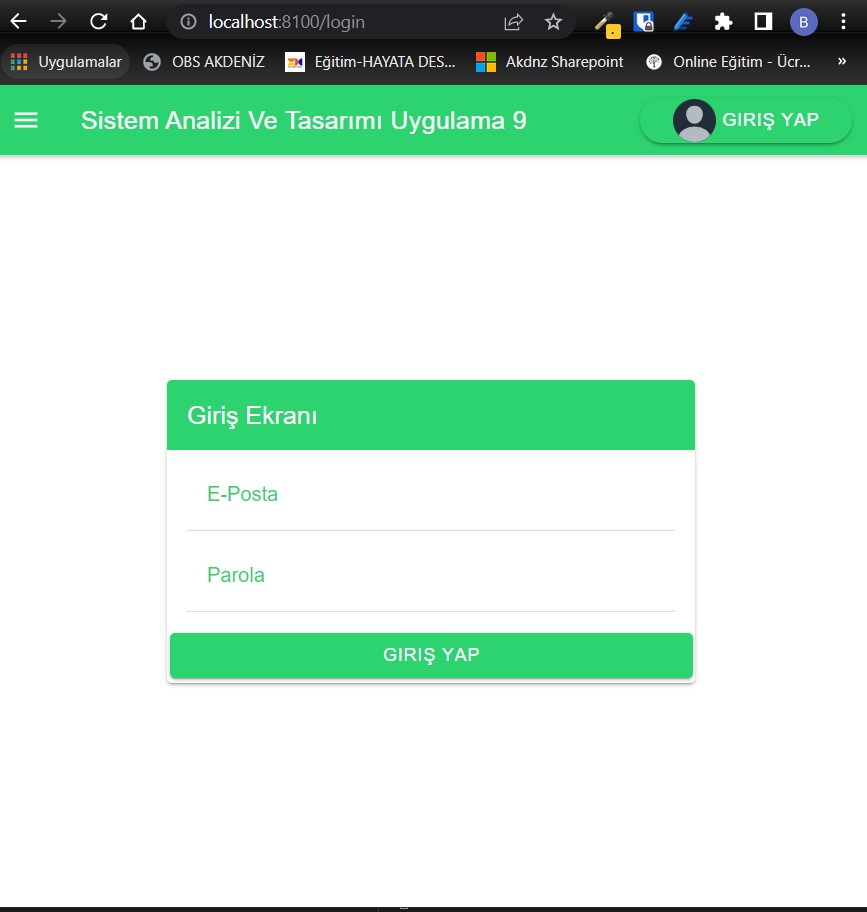 localhost:8100/login
B
Uygulamalar OBS AKDENİZ Eğitim-HAYATA DES... Akdnz Sharepoint Online Eğitim - Ücr... »
Sistem Analizi Ve Tasarımı Uygulama 9 GIRIŞ YAP
Giriş Ekranı
E-Posta
Parola
GIRIŞ YAP